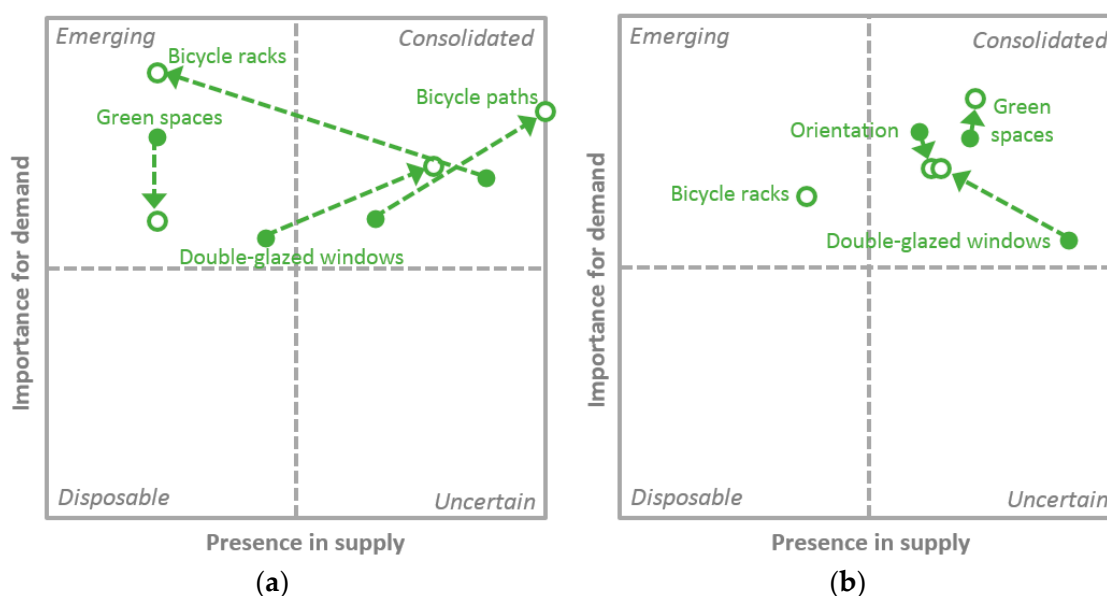 Emerging
Consolidated
Bicycle racks
Bicycle paths
Green spaces
Double-glazed windows
Importance for demand
Disposable
Uncertain
Presence in supply
(a)
Emerging
Consolidated
Green
spaces
Orientation
Bicycle racks
Double-glazed windows
Importance for demand
Disposable
Uncertain
Presence in supply
(b)